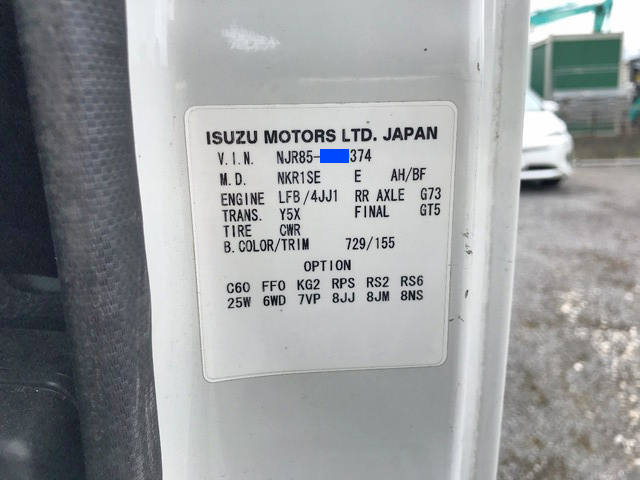 ISUZU MOTORS LTD. JAPAN
V.I.N. NJR85- 374
M.D. NKR1SE E AH/BF
ENGINE LFB/4JJ1 RR AXLE G73
TRANS. Y5X FINAL GT5
TIRE CWR
B.COLOR/TRIM 729/155
OPTION
C60 FF0 KG2 RPS RS2 RS6
25W 6WD 7VP 8JJ 8JM 8NS